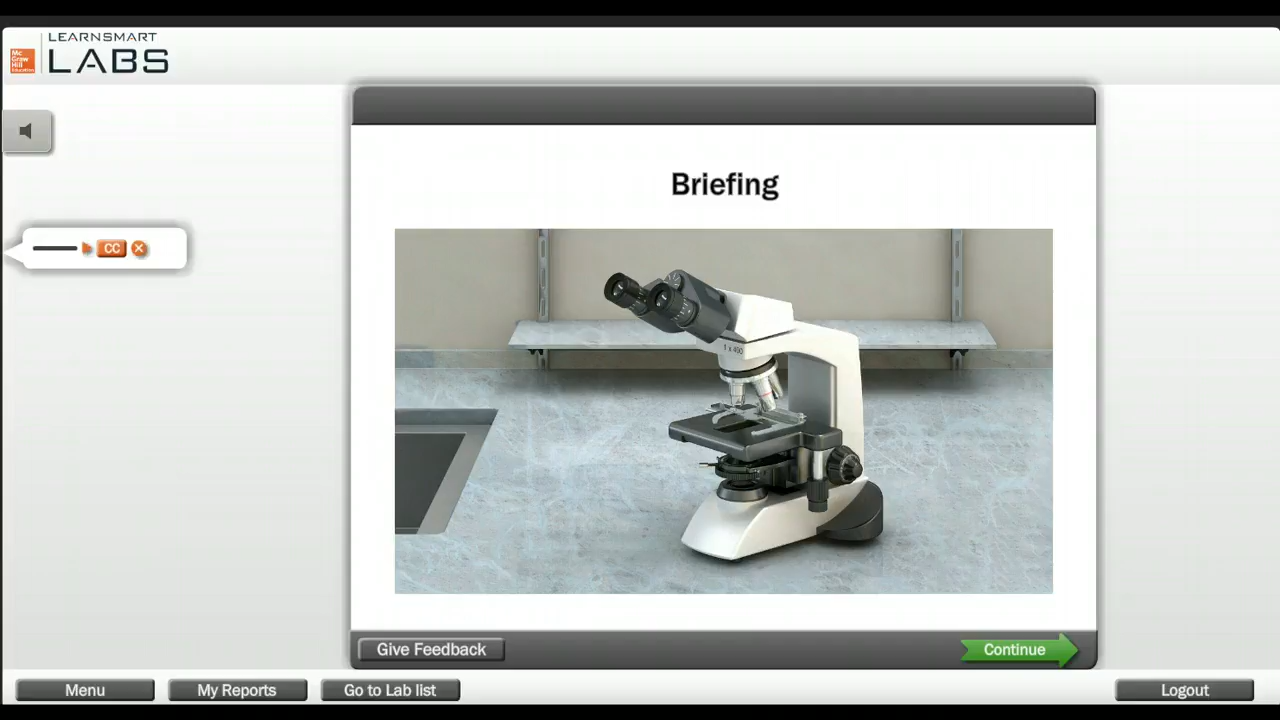 LEARNSMART
LABS
Mc
Graw
Hill
Education
CC
Briefing
Give Feedback
Continue
Menu
My Reports
Go to Lab list
Logout